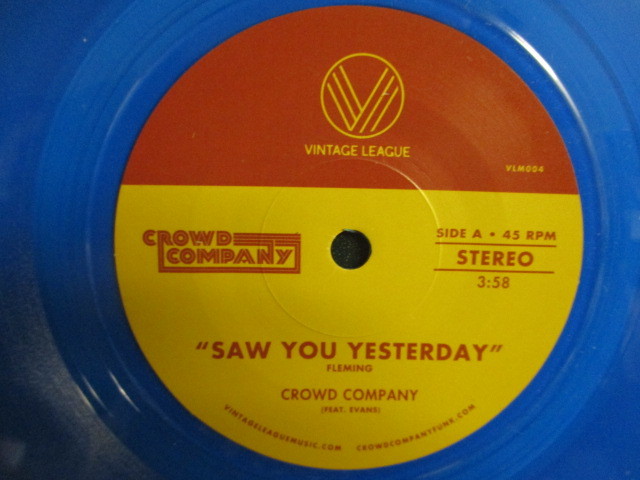 VINTAGE LEAGUE
VLM004
CROWD
COMPANY
SIDE A • 45 RPM
STEREO
3:58
"SAW YOU YESTERDAY"
FLEMING
CROWD COMPANY
(FEAT. EVANS)
VINTAGELEAGUEMUSIC.COM CROWDCOMPANYFUNK.COM